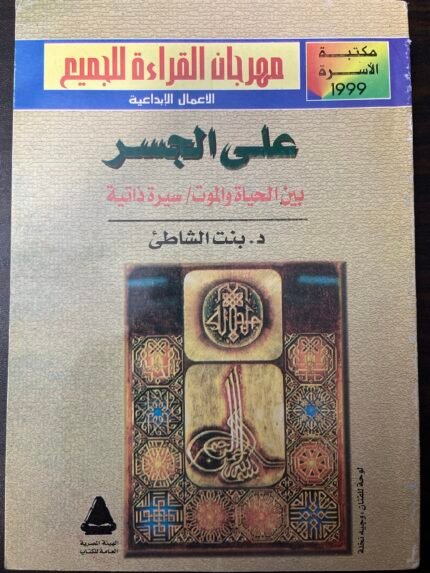 مكتبة
الأسرة
1999
مهرجان القراءة للجميع
الأعمال الإبداعية
على الجسر
بين الحياة والموت/سيرة ذاتية
د. بنت الشاطئ
لوحة للفنان: وجيه نخلة
الهيئة المصرية
العامة للكتاب